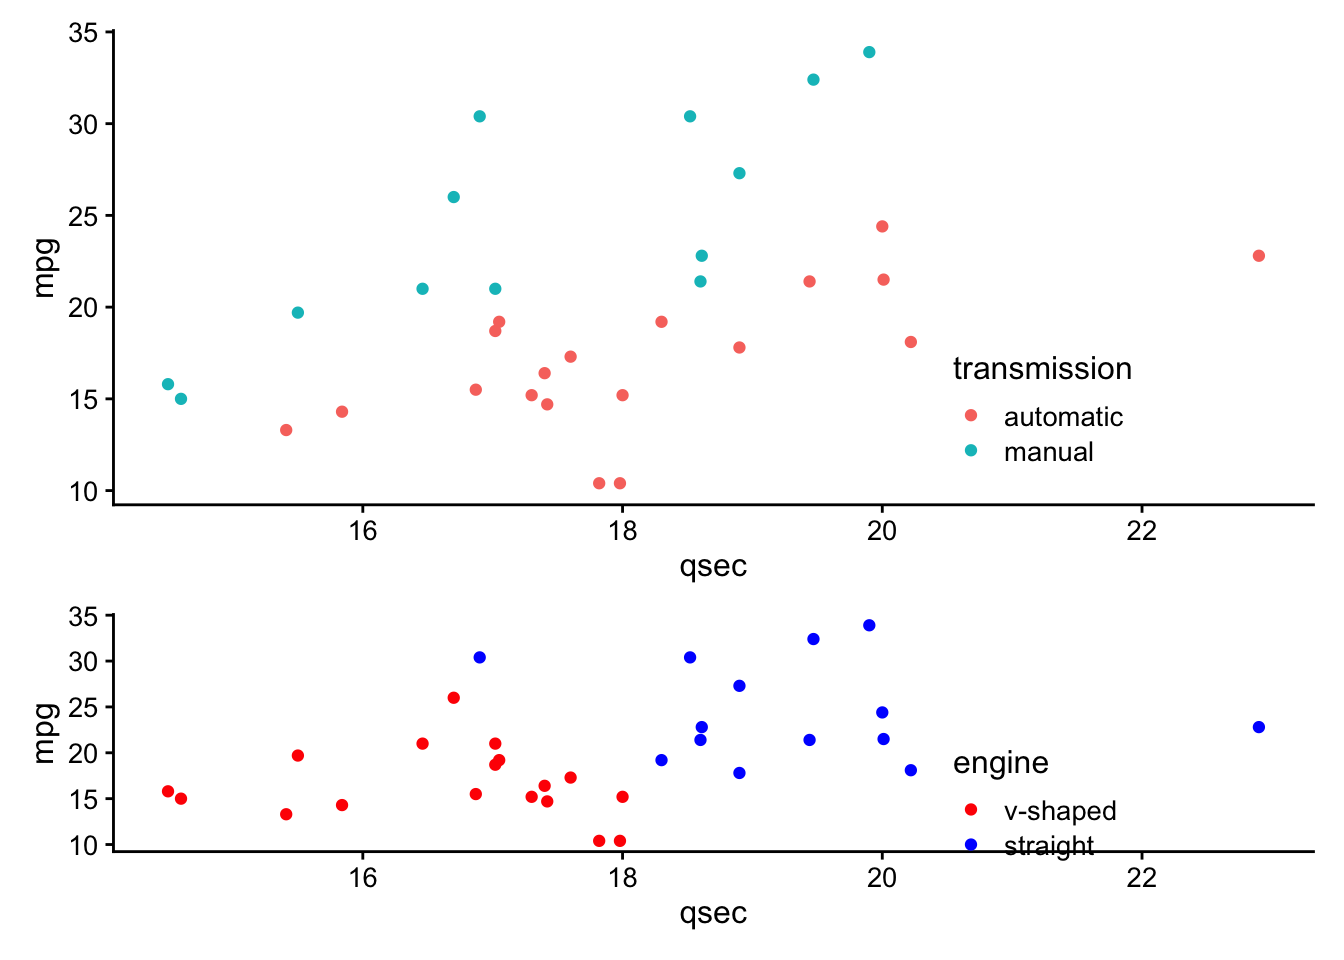 35
30
25
20
15
10
mpg
transmission
automatic
manual
16 18 20 22
qsec
35
30
25
20
15
10
mpg
engine
v-shaped
straight
16 18 20 22
qsec